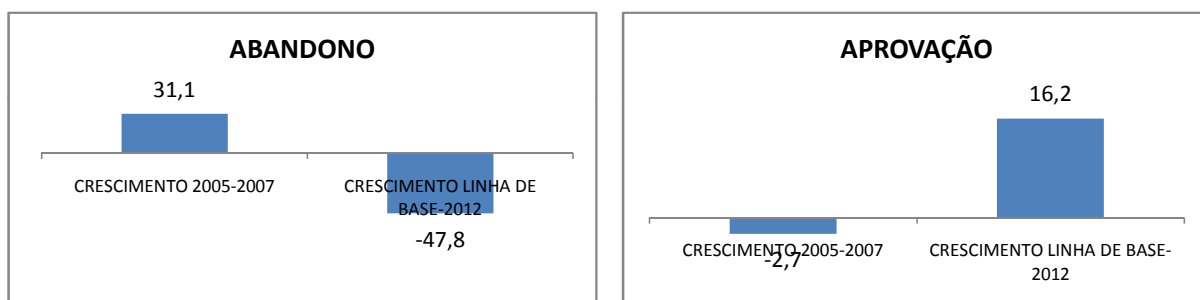 ABANDONO
31,1
CRESCIMENTO 2005-2007
CRESCIMENTO LINHA DE
BASE-2012
-47,8
APROVAÇÃO
16,2
CRESCIMENTO 2005-2007
-2,7
CRESCIMENTO LINHA DE BASE-
2012